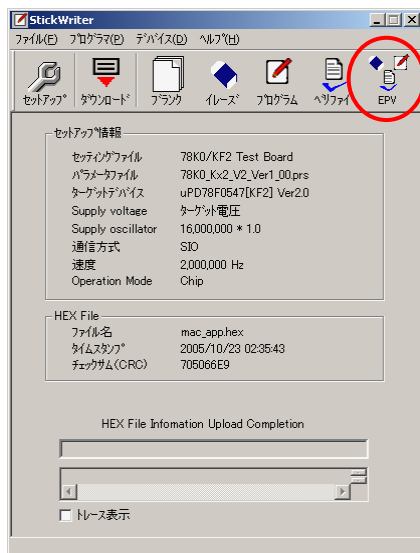 StickWriter
ファイル(F) プログラマ(P) デバイス(D) ヘルプ(H)
セットアップ ダウンロード ブランク イレーズ プログラム ベリファイ EPV
セットアップ情報
セッティングファイル 78K0/KF2 Test Board
パラメータファイル 78K0_Kx2_V2_Ver1_00.prs
ターゲットデバイス uPD78F0547[KF2] Ver2.0
Supply voltage ターゲット電圧
Supply oscillator 16,000,000 * 1.0
通信方式 SIO
速度 2,000,000 Hz
Operation Mode Chip
HEX File
ファイル名 mac_app.hex
タイムスタンプ 2005/10/23 02:35:43
チェックサム(CRC) 705066E9
HEX File Infomation Upload Completion
トレース表示